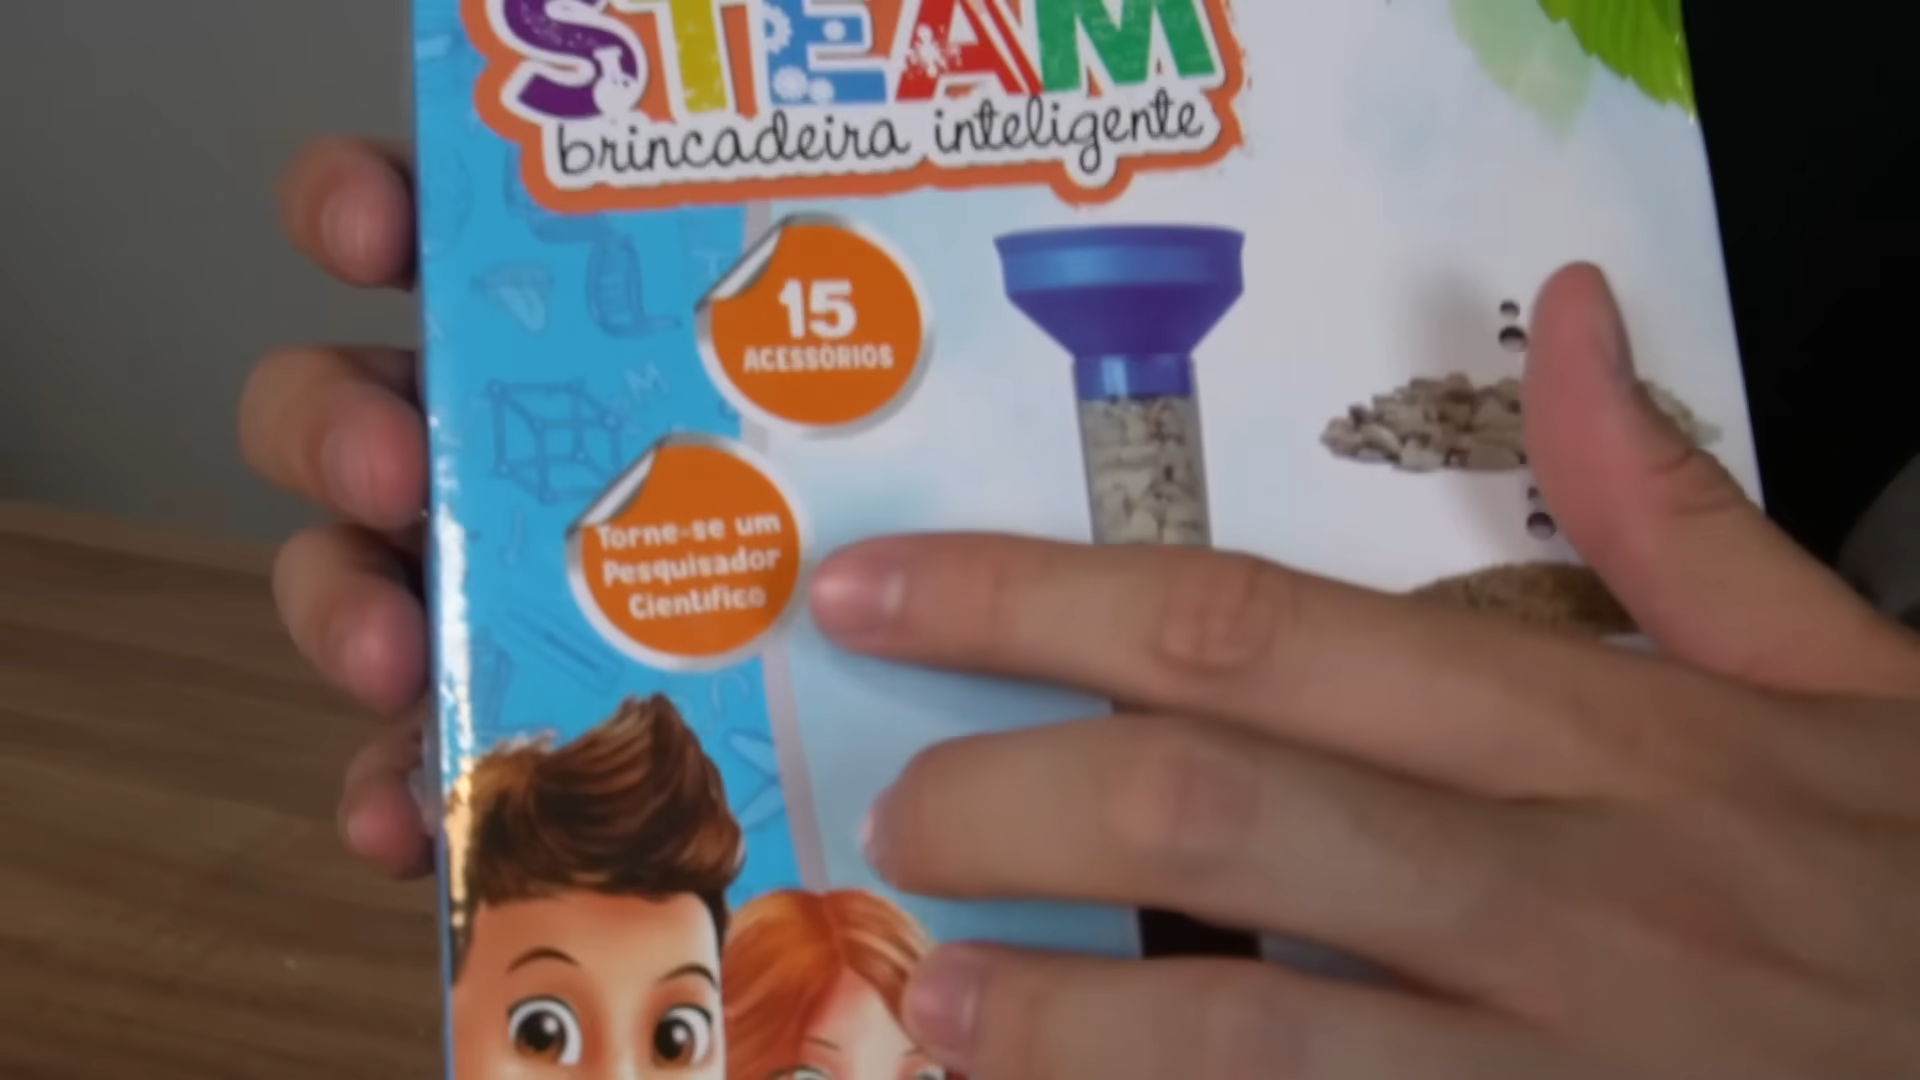 STEAM
brincadeira inteligente
15
ACESSÓRIOS
Torne-se um
Pesquisador
Científico